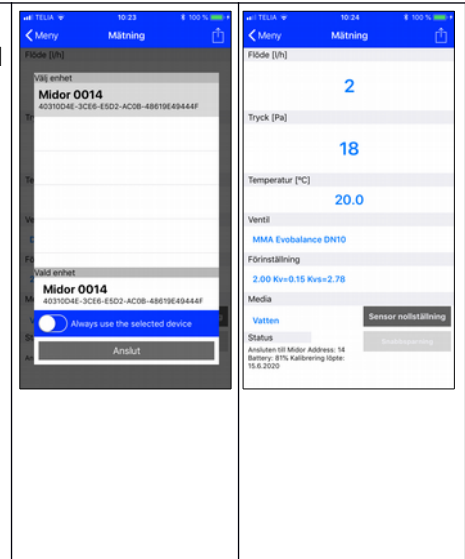 TELIA 10:23 100 %
Meny Mätning
Flöde [l/h]
Välj enhet
Midor 0014
40310D4E-3CE6-E5D2-AC0B-48619E49444F
Vald enhet
Midor 0014
40310D4E-3CE6-E5D2-AC0B-48619E49444F
Always use the selected device
Anslut
TELIA 10:24 100 %
Meny Mätning
Flöde [l/h]
2
Tryck [Pa]
18
Temperatur [°C]
20.0
Ventil
MMA Evobalance DN10
Förinställning
2.00 Kv=0.15 Kvs=2.78
Media
Vatten
Sensor nollställning
Status
Ansluten till Midor Address: 14
Battery: 81% Kalibrering löpte:
15.6.2020